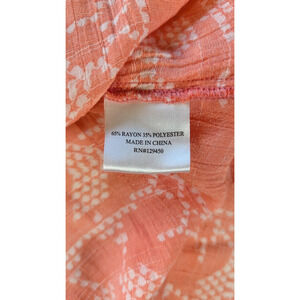 65% RAYON 35% POLYESTER
MADE IN CHINA
RN#129450